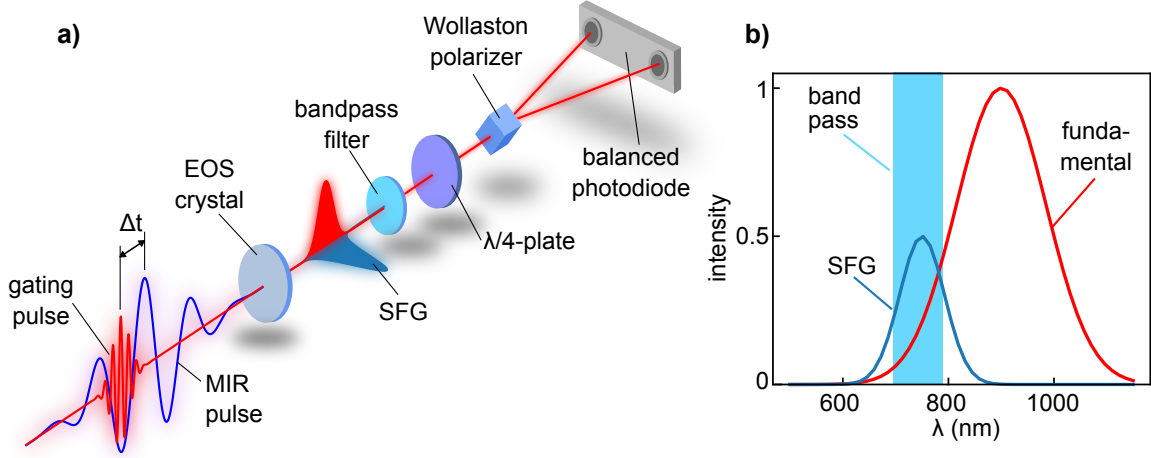 a)
Wollaston
polarizer
bandpass
filter
EOS
crystal
Δt
gating
pulse
MIR
pulse
SFG
λ/4-plate
balanced
photodiode
b)
1
0.5
0
intensity
band
pass
funda-
mental
SFG
600
800
1000
λ (nm)